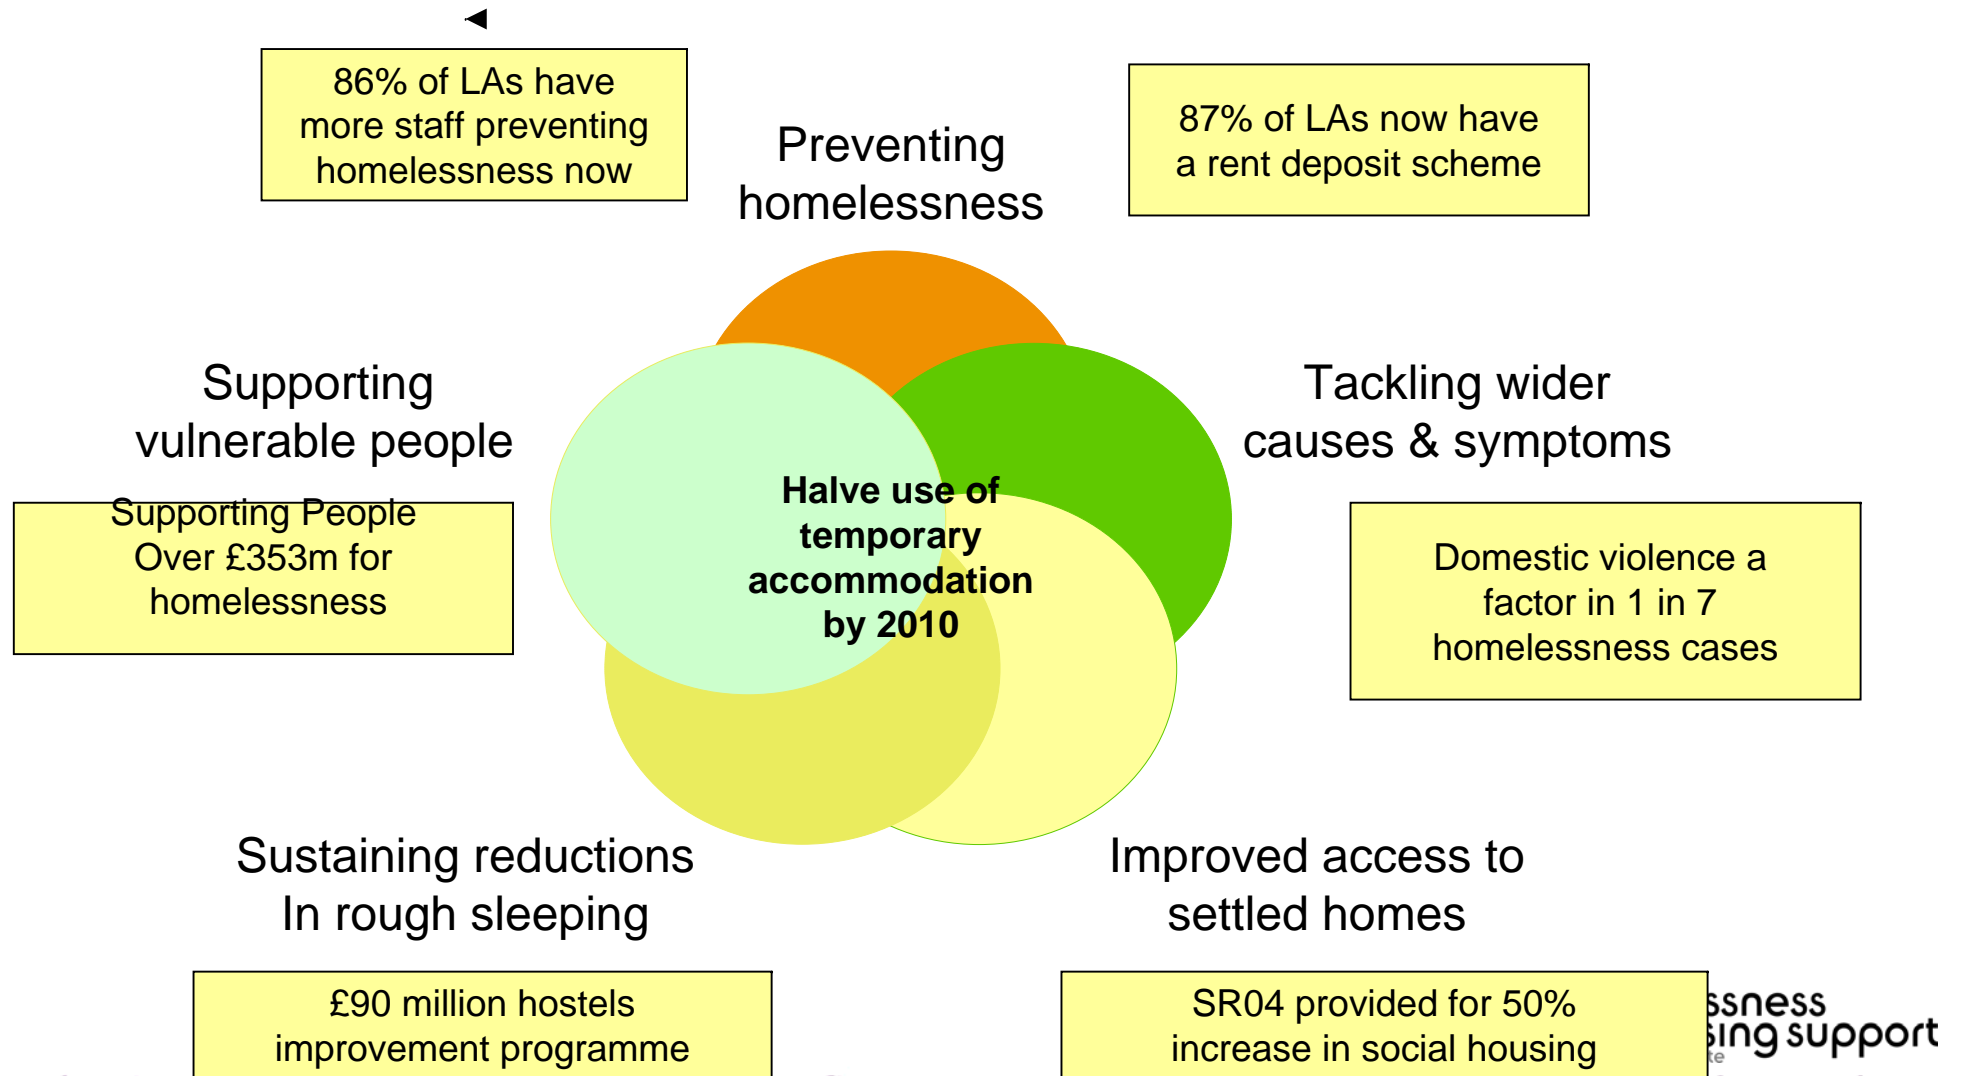 86% of LAs have
more staff preventing
homelessness now
Preventing
homelessness
87% of LAs now have
a rent deposit scheme
Supporting
vulnerable people
Tackling wider
causes & symptoms
Supporting People
Over £353m for
homelessness
Halve use of
temporary
accommodation
by 2010
Domestic violence a
factor in 1 in 7
homelessness cases
Sustaining reductions
In rough sleeping
Improved access to
settled homes
£90 million hostels
improvement programme
SR04 provided for 50%
increase in social housing
ssness
sing support
te